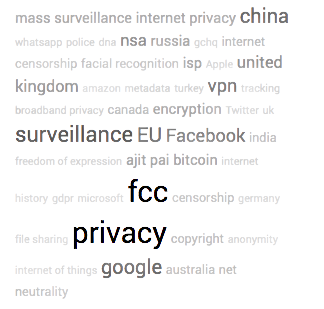 mass surveillance internet privacy china
whatsapp police dna nsa russia gchq internet
censorship facial recognition isp Apple united
kingdom amazon metadata turkey vpn tracking
broadband privacy canada encryption Twitter uk
surveillance EU Facebook india
freedom of expression ajit pai bitcoin internet
history gdpr microsoft fcc censorship germany
file sharing privacy copyright anonymity
internet of things google australia net
neutrality